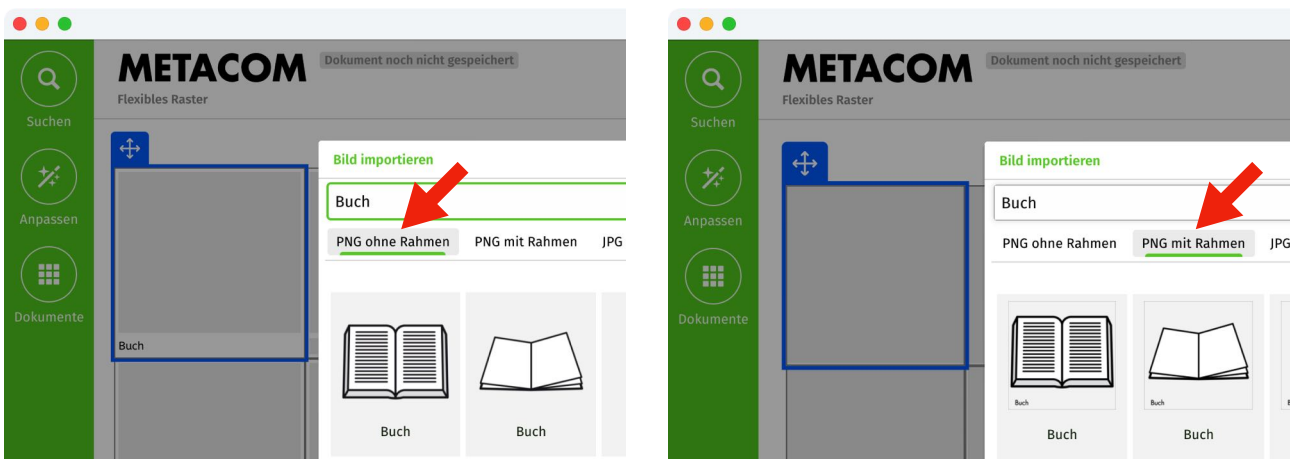 METACOM
Dokument noch nicht gespeichert
Flexibles Raster
Suchen
Anpassen
Dokumente
Buch
Bild importieren
Buch
PNG ohne Rahmen
PNG mit Rahmen
JPG
Buch
Buch
METACOM
Dokument noch nicht gespeichert
Flexibles Raster
Suchen
Anpassen
Dokumente
Bild importieren
Buch
PNG ohne Rahmen
PNG mit Rahmen
JPG
Buch
Buch
Buch
Buch